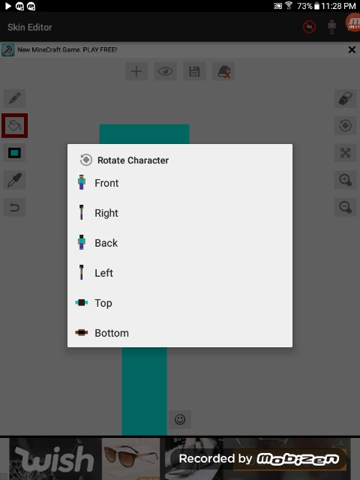 73% 11:28 PM
Skin Editor
New MineCraft Game. PLAY FREE!
Rotate Character
Front
Right
Back
Left
Top
Bottom
wish
Recorded by Mobizen